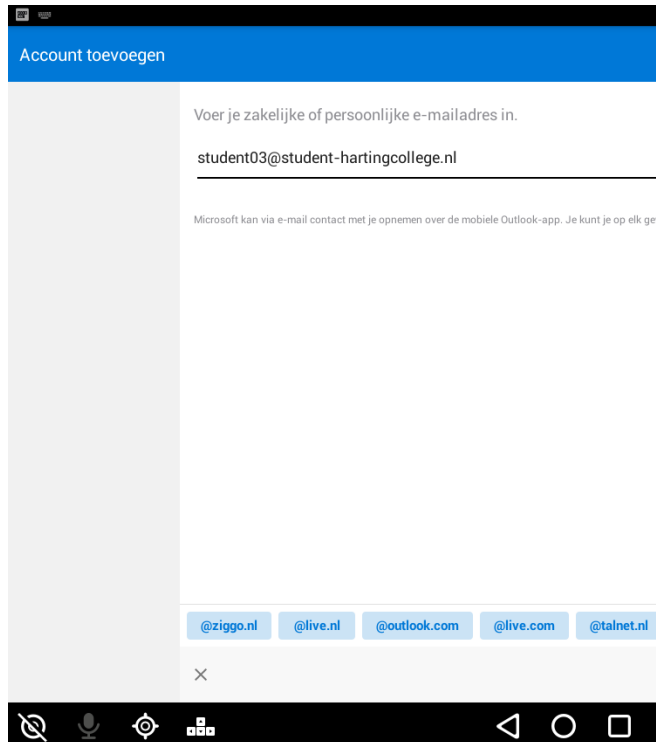 Account toevoegen
Voer je zakelijke of persoonlijke e-mailadres in.
student03@student-hartingcollege.nl
Microsoft kan via e-mail contact met je opnemen over de mobiele Outlook-app. Je kunt je op elk ge
@ziggo.nl @live.nl @outlook.com @live.com @talnet.nl